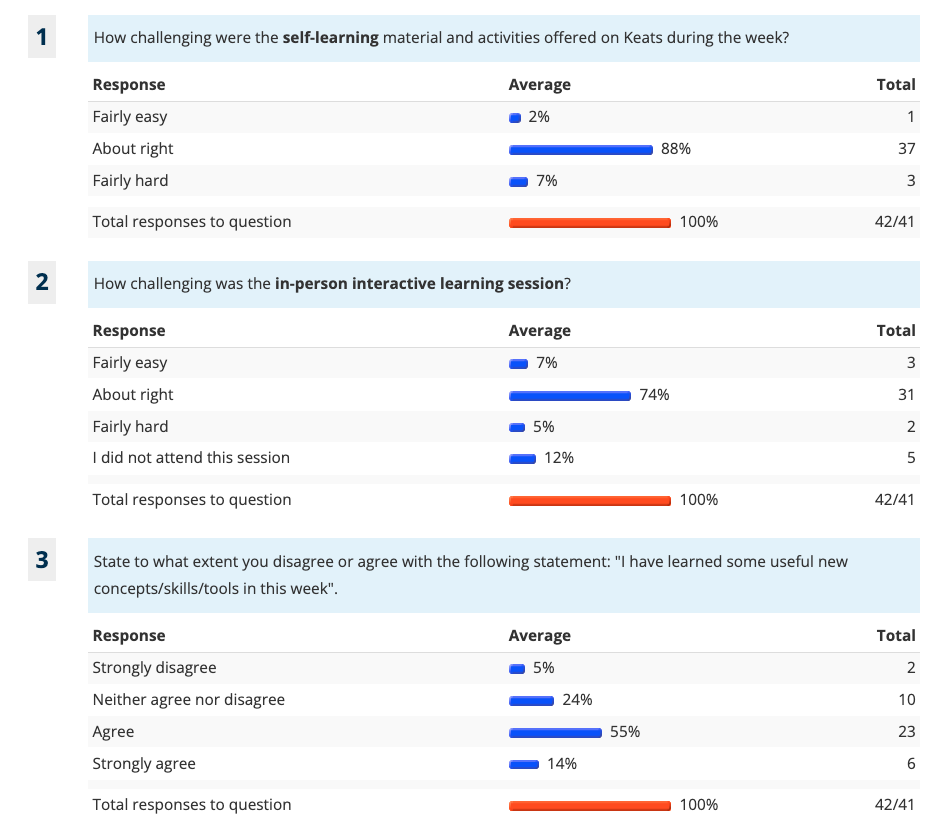 1
How challenging were the self-learning material and activities offered on Keats during the week?
Response Average Total
Fairly easy 2% 1
About right 88% 37
Fairly hard 7% 3
Total responses to question 100% 42/41
2
How challenging was the in-person interactive learning session?
Response Average Total
Fairly easy 7% 3
About right 74% 31
Fairly hard 5% 2
I did not attend this session 12% 5
Total responses to question 100% 42/41
3
State to what extent you disagree or agree with the following statement: "I have learned some useful new
concepts/skills/tools in this week".
Response Average Total
Strongly disagree 5% 2
Neither agree nor disagree 24% 10
Agree 55% 23
Strongly agree 14% 6
Total responses to question 100% 42/41